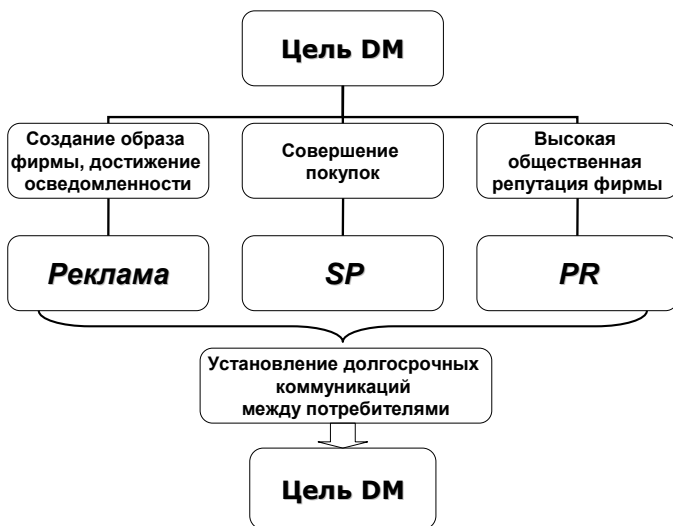 Цель DM
Создание образа
фирмы, достижение
осведомленности
Совершение
покупок
Высокая
общественная
репутация фирмы
Реклама
SP
PR
Установление долгосрочных
коммуникаций
между потребителями
Цель DM